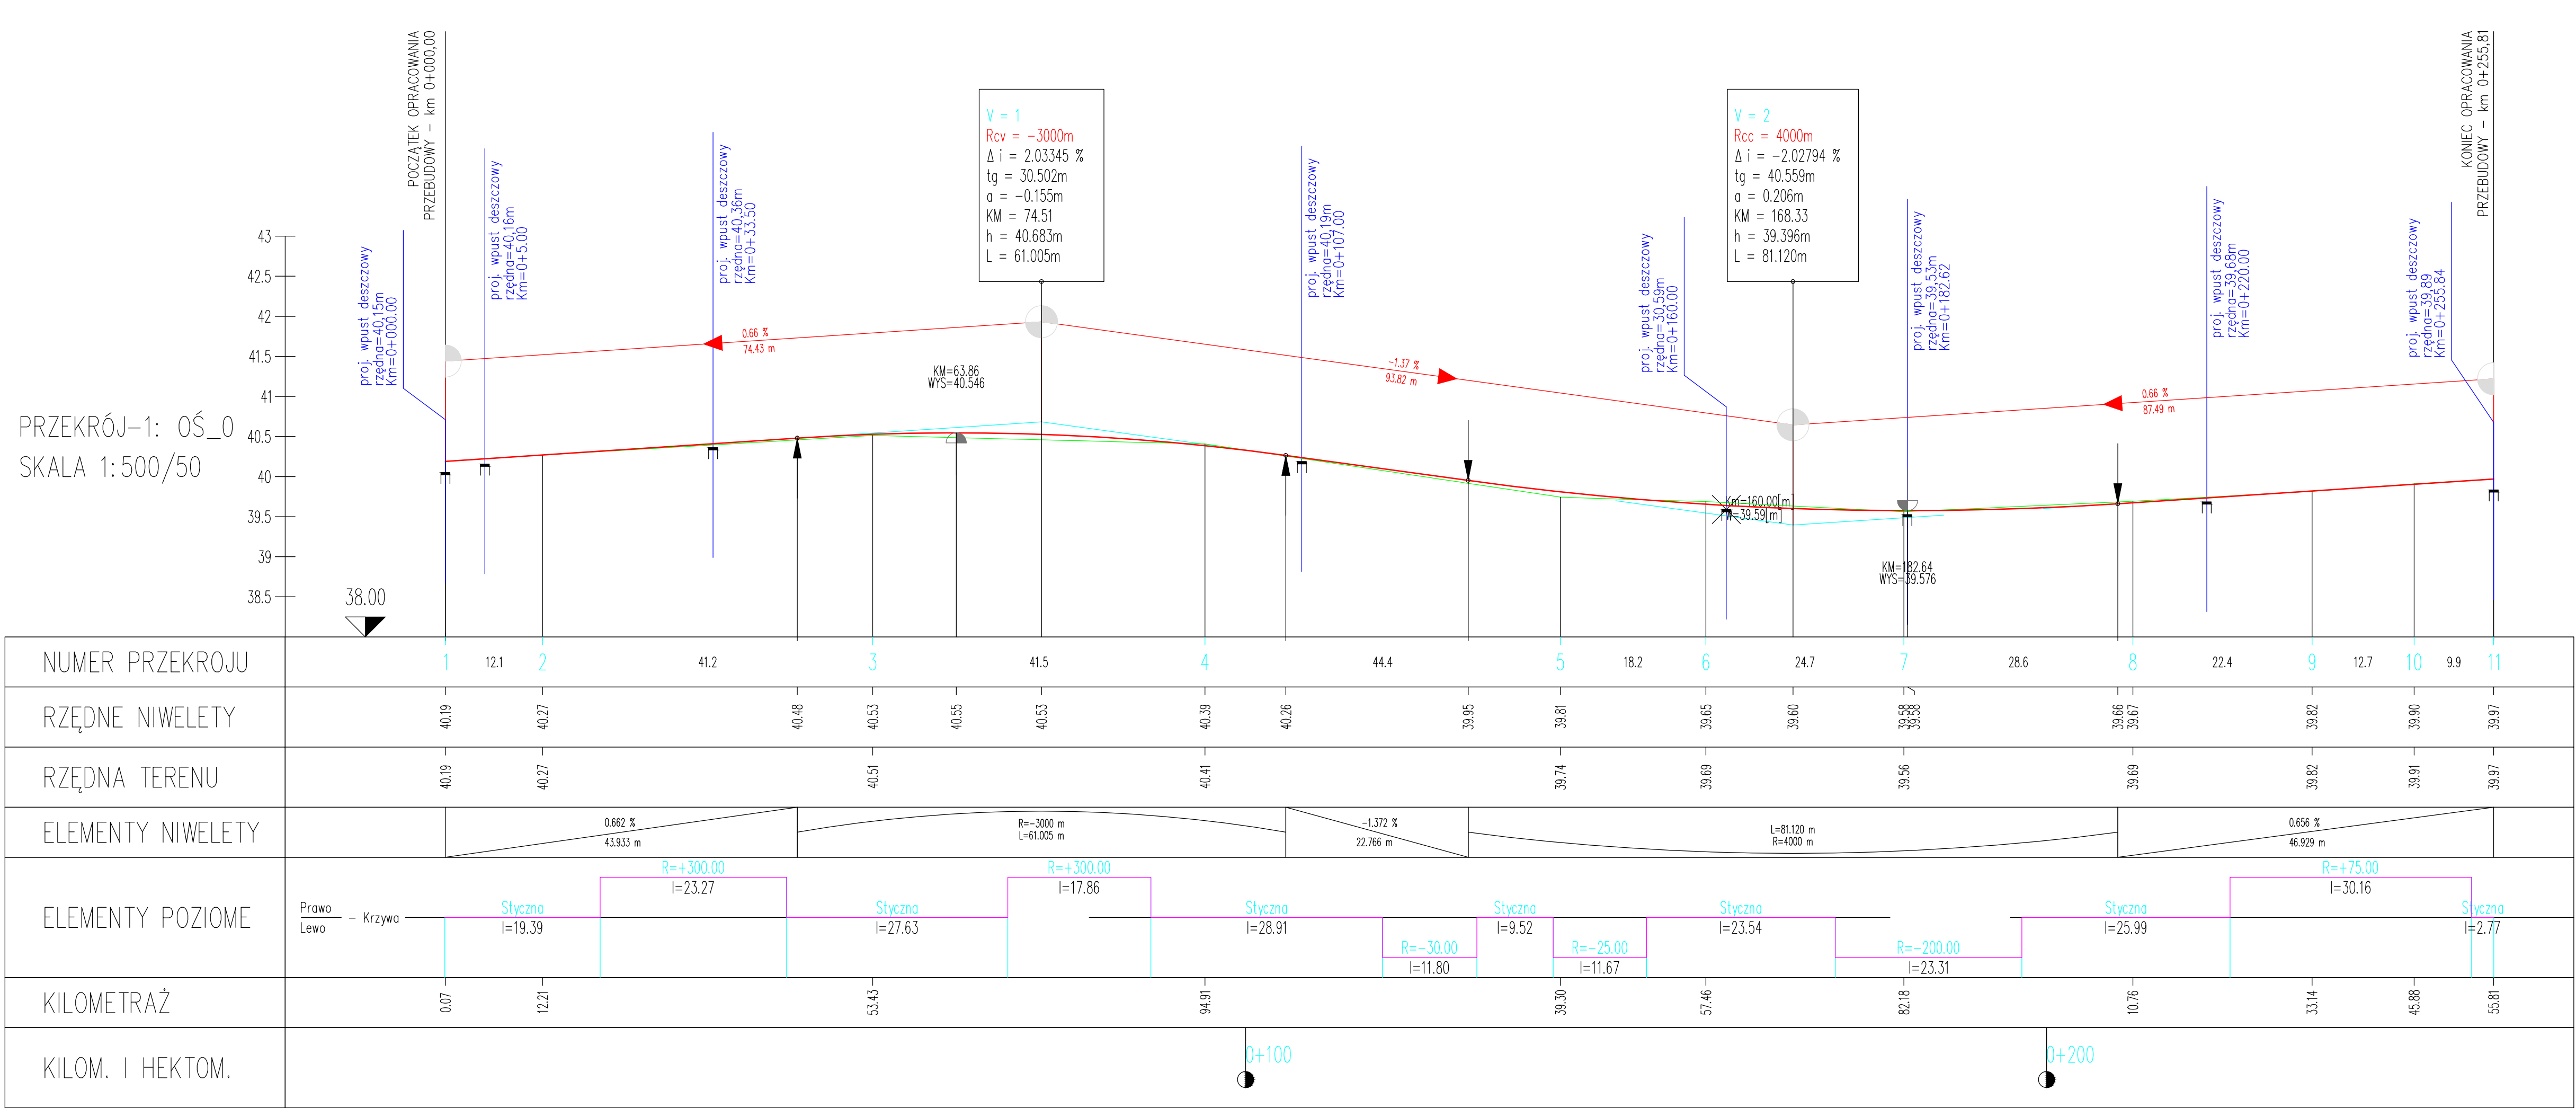 POCZĄTEK OPRACOWANIA
PRZEBUDOWY – km 0+000,00
KONIEC OPRACOWANIA
PRZEBUDOWY – km 0+255,81
proj. wpust deszczowy
rzędna=40,15m
Km=0+000.00
proj. wpust deszczowy
rzędna=40,16m
Km=0+5.00
proj. wpust deszczowy
rzędna=40,36m
Km=0+33.50
V = 1
Rcv = -3000m
Δ i = 2.03345 %
tg = 30.502m
a = -0.155m
KM = 74.51
h = 40.683m
L = 61.005m
proj. wpust deszczowy
rzędna=40,19m
Km=0+107.00
proj. wpust deszczowy
rzędna=30,59m
Km=0+160.00
V = 2
Rcc = 4000m
Δ i = -2.02794 %
tg = 40.559m
a = 0.206m
KM = 168.33
h = 39.396m
L = 81.120m
proj. wpust deszczowy
rzędna=39,53m
Km=0+182.62
proj. wpust deszczowy
rzędna=39,68m
Km=0+220.00
proj. wpust deszczowy
rzędna=39,89
Km=0+255.84
43
42.5
42
41.5
41
40.5
40
39.5
39
38.5
38.00
PRZEKRÓJ-1: OŚ_0
SKALA 1:500/50
0.66 %
74.43 m
-1.37 %
93.82 m
0.66 %
87.49 m
KM=63.86
WYS=40.546
Km=160.00[m]
H=39.59[m]
KM=182.64
WYS=39.576
NUMER PRZEKROJU
1 12.1 2 41.2 3 41.5 4 44.4 5 18.2 6 24.7 7 28.6 8 22.4 9 12.7 10 9.9 11
RZĘDNE NIWELETY
40.19 40.27 40.48 40.53 40.55 40.53 40.39 40.26 39.95 39.81 39.65 39.60 39.58 39.58 39.66 39.67 39.82 39.90 39.97
RZĘDNA TERENU
40.19 40.27 40.51 40.41 39.74 39.69 39.56 39.69 39.82 39.91 39.97
ELEMENTY NIWELETY
0.662 %
43.933 m
R=-3000 m
L=61.005 m
-1.372 %
22.766 m
L=81.120 m
R=4000 m
0.656 %
46.929 m
ELEMENTY POZIOME
Prawo
Lewo
- Krzywa
Styczna
l=19.39
R=+300.00
l=23.27
Styczna
l=27.63
R=+300.00
l=17.86
Styczna
l=28.91
R=-30.00
l=11.80
Styczna
l=9.52
R=-25.00
l=11.67
Styczna
l=23.54
R=-200.00
l=23.31
Styczna
l=25.99
R=+75.00
l=30.16
Styczna
l=2.77
KILOMETRAŻ
0.07 12.21 53.43 94.91 39.30 57.46 82.18 10.76 33.14 45.88 55.81
KILOM. I HEKTOM.
0+100 0+200